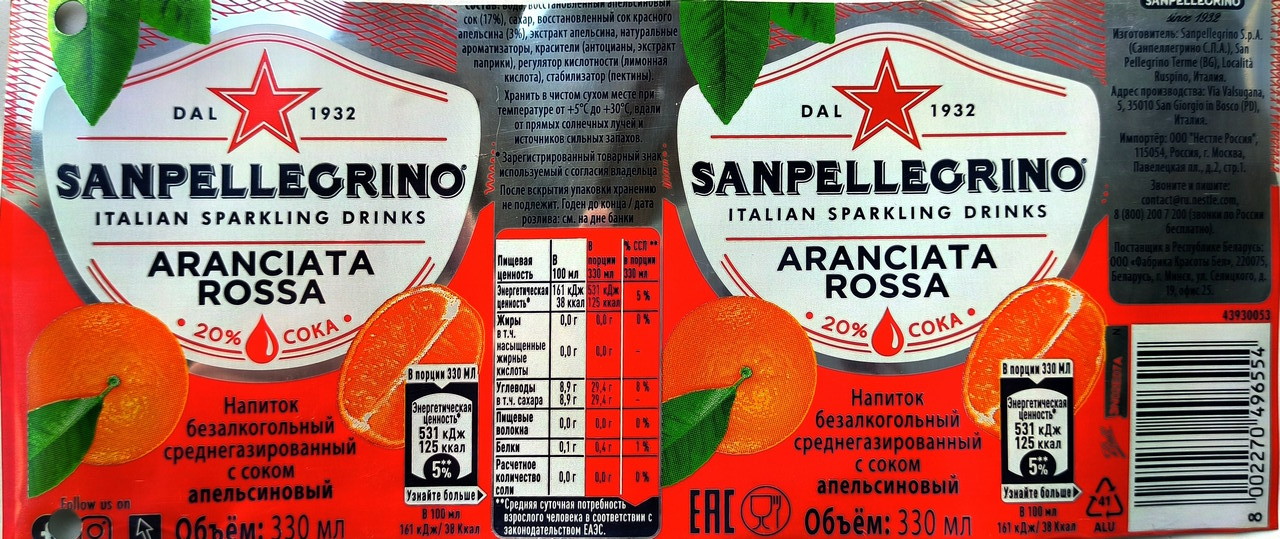 DAL 1932
SANPELLEGRINO®
ITALIAN SPARKLING DRINKS
ARANCIATA
ROSSA
• 20% СОКА •
Напиток
безалкогольный
среднегазированный
с соком
апельсиновый
Follow us on
Объём: 330 мл
В порции 330 МЛ
Энергетическая
ценность*
531 кДж
125 ккал
5%**
Узнайте больше
В 100 мл
161 кДж/ 38 Ккал
восстановленный апельсиновый
сок (17%), сахар, восстановленный сок красного
апельсина (3%), экстракт апельсина, натуральные
ароматизаторы, красители (антоцианы, экстракт
паприки), регулятор кислотности (лимонная
кислота), стабилизатор (пектины).
Хранить в чистом сухом месте при
температуре от +5°C до +30°C, вдали
от прямых солнечных лучей и
источников сильных запахов.
Зарегистрированный товарный знак
используемый с согласия владельца
После вскрытия упаковки хранению
не подлежит. Годен до конца / дата
розлива: см. на дне банки
Пищевая ценность В 100 мл В порции 330 мл % ССП ** в порции 330 мл
Энергетическая ценность* 161 кДж 38 ккал 531 кДж 125 ккал 5 %
Жиры 0,0 г 0,0 г 0 %
в т.ч. насыщенные жирные кислоты 0,0 г 0,0 г -
Углеводы 8,9 г 29,4 г 8 %
в т.ч. сахара 8,9 г 29,4 г -
Пищевые волокна 0,0 г 0,0 г 0 %
Белки 0,1 г 0,4 г 1 %
Расчетное количество соли 0,0 г 0,0 г 0 %
**Средняя суточная потребность
взрослого человека в соответствии с
законодательством ЕАЭС.
DAL 1932
SANPELLEGRINO®
ITALIAN SPARKLING DRINKS
ARANCIATA
ROSSA
• 20% СОКА •
Напиток
безалкогольный
среднегазированный
с соком
апельсиновый
EAC
Объём: 330 мл
В порции 330 МЛ
Энергетическая
ценность*
531 кДж
125 ккал
5%**
Узнайте больше
В 100 мл
161 кДж/ 38 Ккал
41
ALU
SANPELLEGRINO
since 1932
Изготовитель: Sanpellegrino S.p.A.
(Санпеллегрино С.П.А.), San
Pellegrino Terme (BG), Località
Ruspino, Италия.
Адрес производства: Via Valsugana,
5, 35010 San Giorgio in Bosco (PD),
Италия.
Импортёр: ООО "Нестле Россия",
115054, Россия, г. Москва,
Павелецкая пл., д.2, стр.1.
Звоните и пишите:
contact@ru.nestle.com,
8 (800) 200 7 200 (звонки по России
бесплатно).
Поставщик в Республике Беларусь:
ООО «Фабрика Красоты Бел», 220075,
Беларусь, г. Минск, ул. Селицкого, д.
19, офис 25.
43930053
8 002270 496554